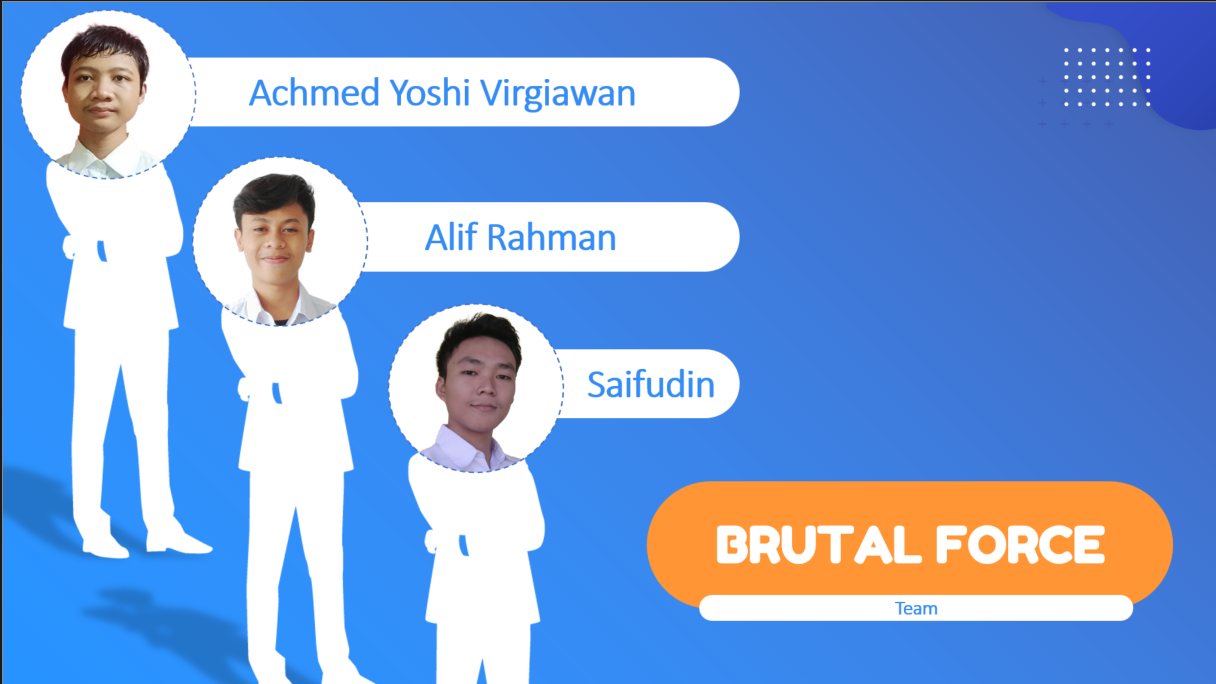 Achmed Yoshi Virgiawan
Alif Rahman
Saifudin
BRUTAL FORCE
Team